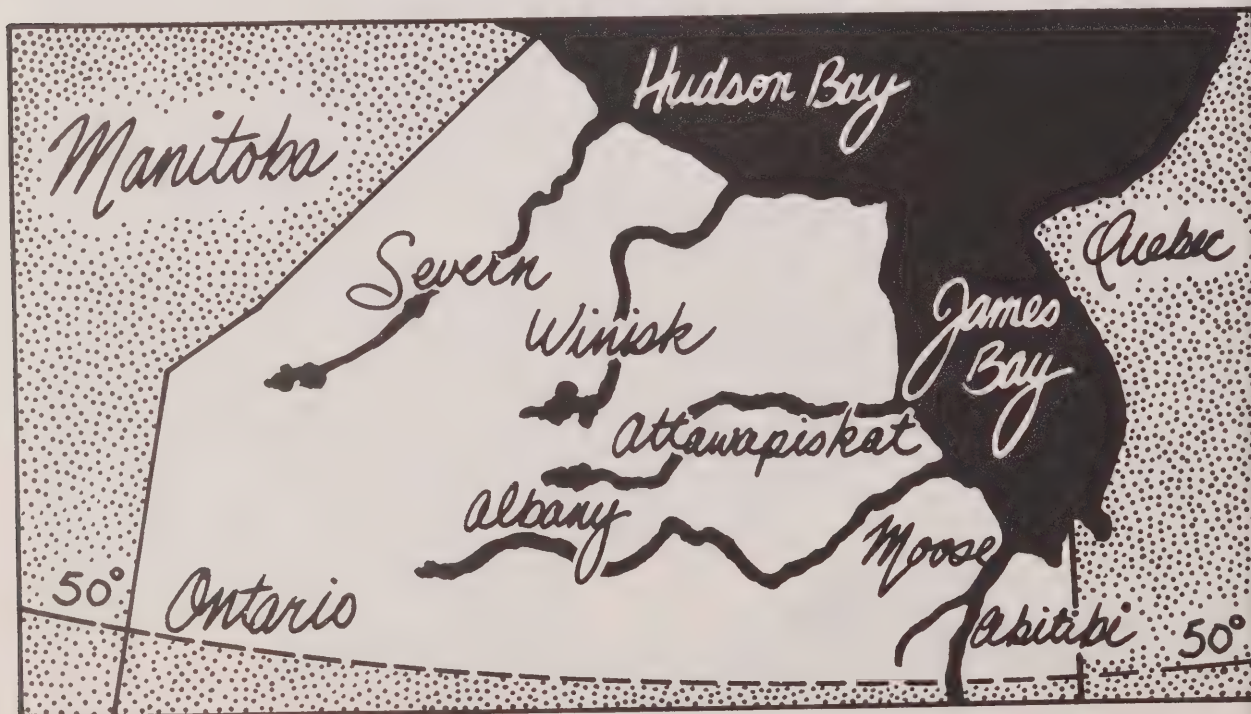 Hudson Bay
Manitoba
Quebec
Severn
James
Bay
Winisk
Attawapiskat
Albany
Moose
50°
Ontario
Abitibi
50°